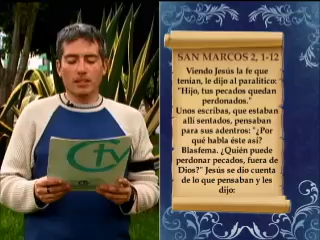 SAN MARCOS 2, 1-12
Viendo Jesús la fe que
tenían, le dijo al paralítico:
"Hijo, tus pecados quedan
perdonados."
Unos escribas, que estaban
allí sentados, pensaban
para sus adentros: "¿Por
qué habla éste así?
Blasfema. ¿Quién puede
perdonar pecados, fuera de
Dios?" Jesús se dio cuenta
de lo que pensaban y les
dijo: